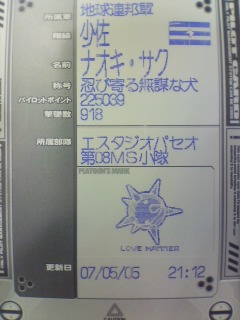 所属軍 地球連邦軍
階級 少佐
名前 ナオキ・サク
称号 忍び寄る無謀な犬
パイロットポイント 225039
撃墜数 918
所属部隊 エスタジオパセオ
第08MS小隊
PLATOON'S MARK
LOVE HAMMER
更新日 07/05/05 21:12